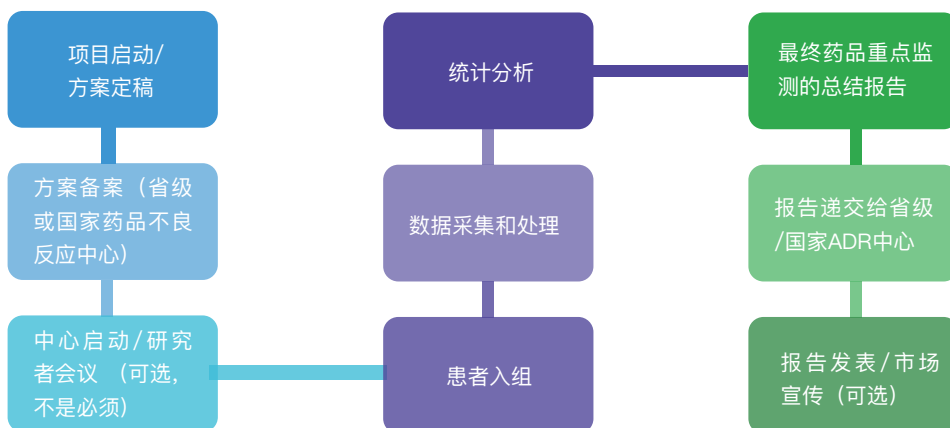 项目启动/
方案定稿
方案备案（省级
或国家药品不良
反应中心）
中心启动/研究
者会议 （可选，
不是必须）
患者入组
数据采集和处理
统计分析
最终药品重点监
测的总结报告
报告递交给省级
/国家ADR中心
报告发表/市场
宣传（可选）